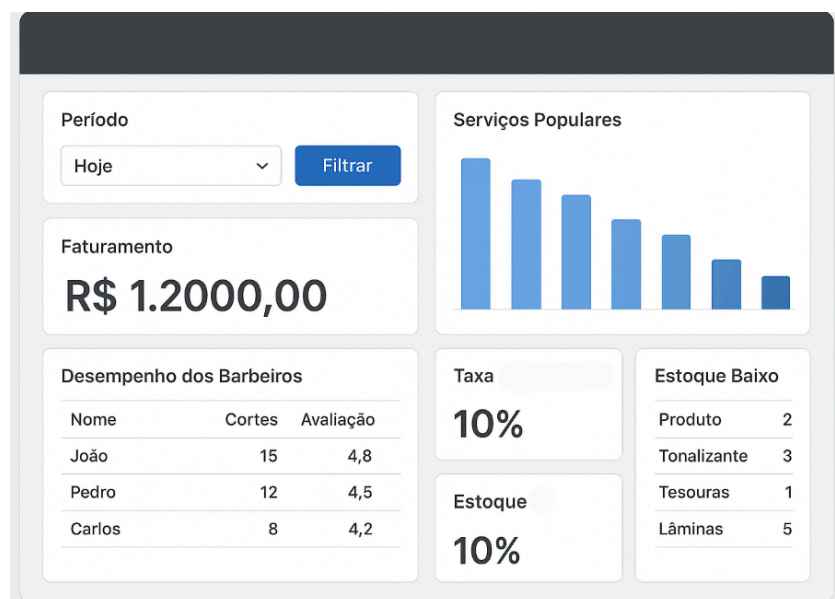 Período
Hoje
Filtrar
Faturamento
R$ 1.2000,00
Serviços Populares
Desempenho dos Barbeiros
Nome Cortes Avaliação
João 15 4,8
Pedro 12 4,5
Carlos 8 4,2
Taxa
10%
Estoque
10%
Estoque Baixo
Produto 2
Tonalizante 3
Tesouras 1
Lâminas 5